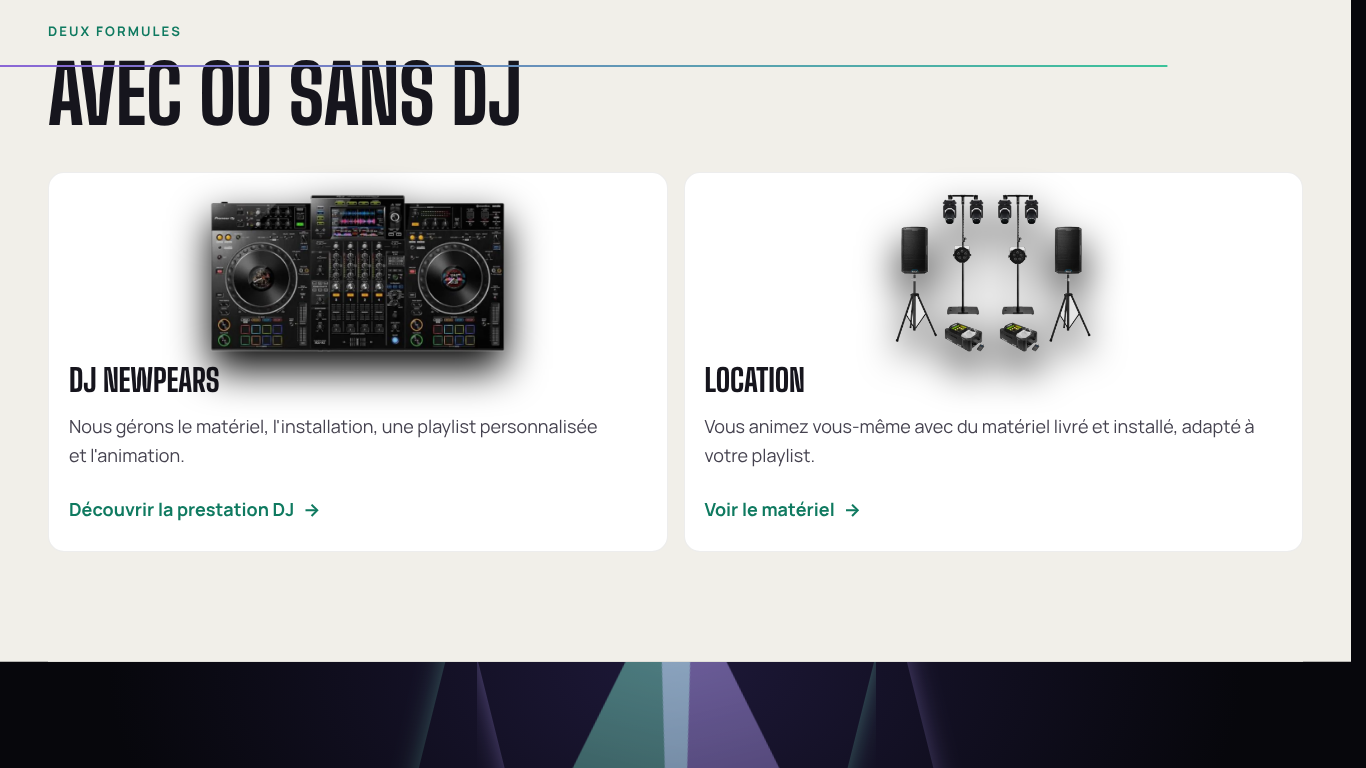 DEUX FORMULES
AVEC OU SANS DJ
DJ NEWPEARS
Nous gérons le matériel, l'installation, une playlist personnalisée
et l'animation.
Découvrir la prestation DJ →
LOCATION
Vous animez vous-même avec du matériel livré et installé, adapté à
votre playlist.
Voir le matériel →